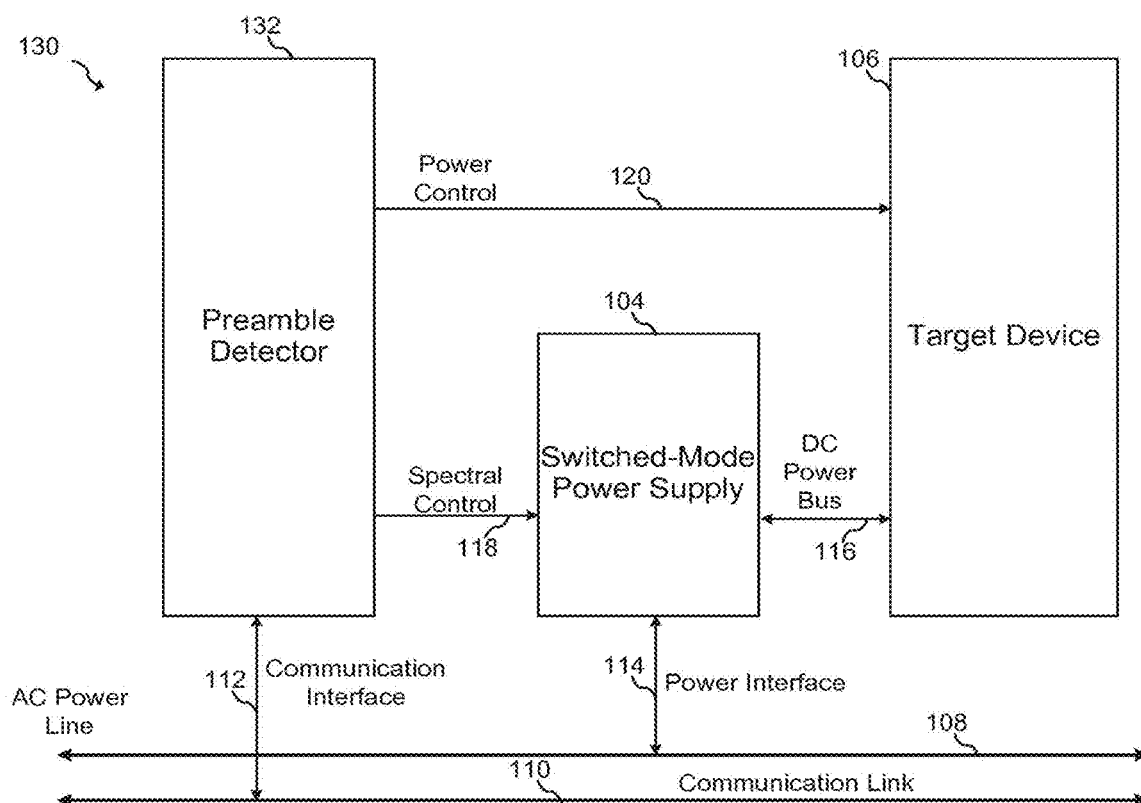 130
132
106
Power
Control
120
Preamble
Detector
104
Target Device
Switched-Mode
Power Supply
DC
Power
Bus
Spectral
Control
118
116
112
Communication
Interface
114
Power Interface
AC Power
Line
108
110
Communication Link